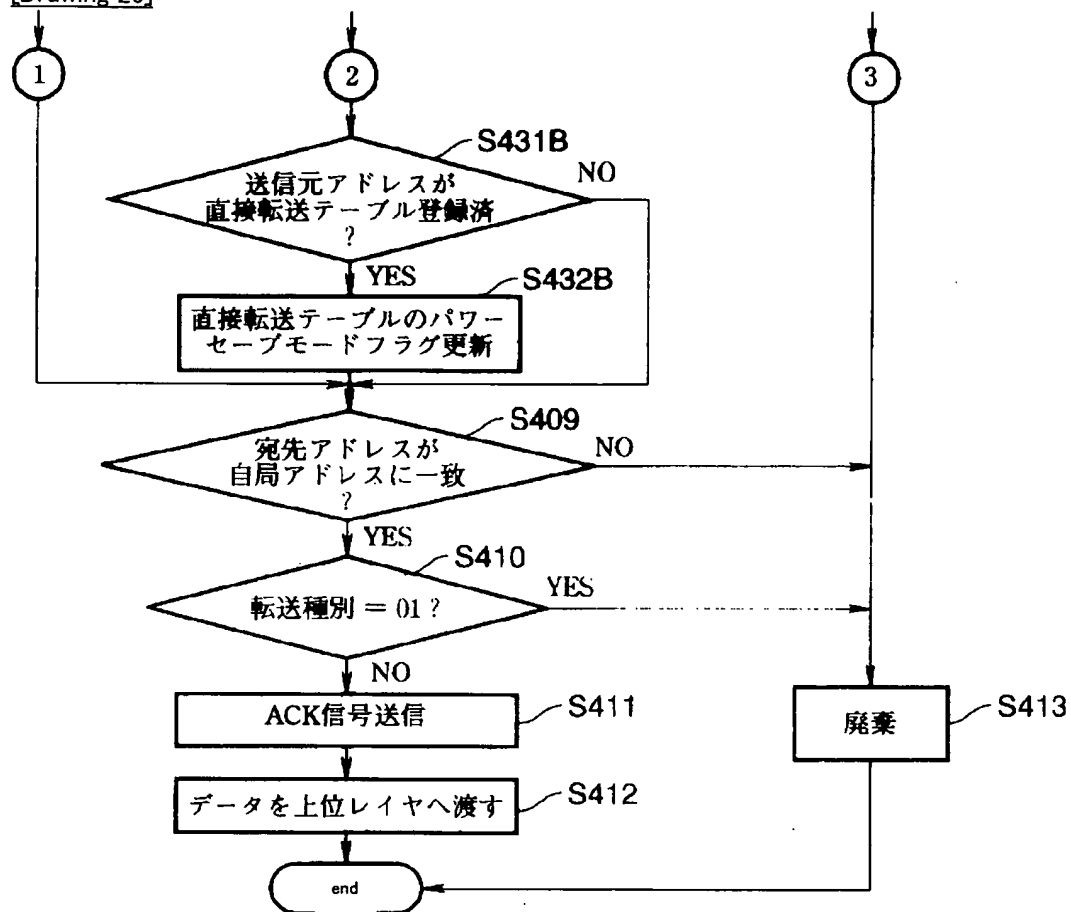 1
2
3
S431B
送信元アドレスが
直接転送テーブル登録済
?
NO
YES
S432B
直接転送テーブルのパワー
セーブモードフラグ更新
S409
宛先アドレスが
自局アドレスに一致
?
NO
YES
S410
転送種別 = 01 ?
YES
NO
ACK信号送信
S411
廃棄
S413
データを上位レイヤへ渡す
S412
end